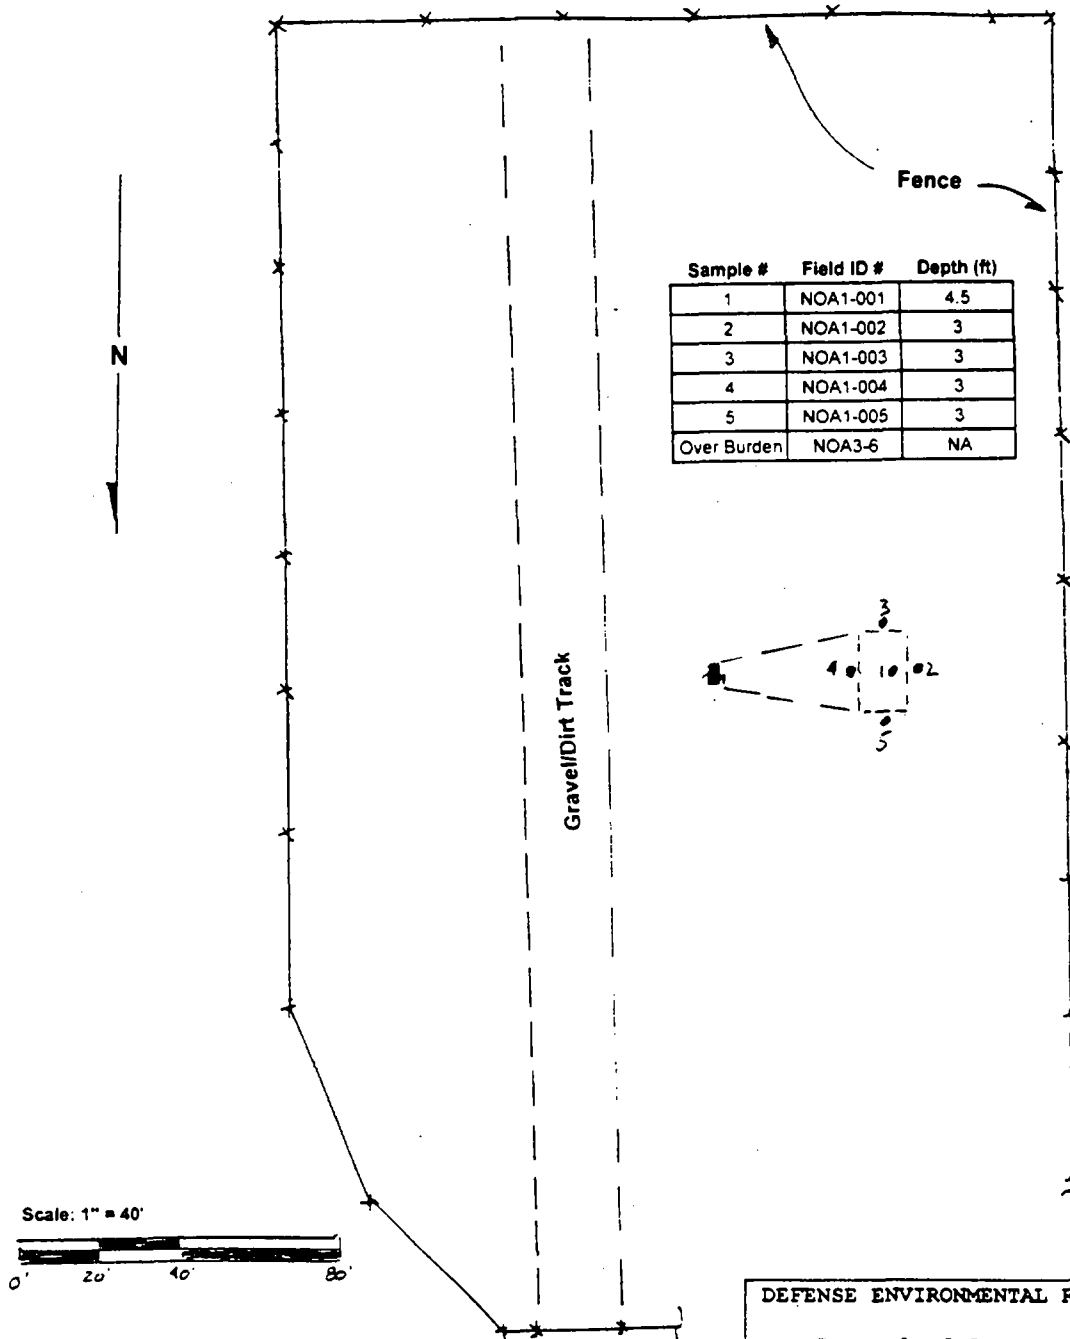 Fence
Sample # Field ID # Depth (ft)
1 NOA1-001 4.5
2 NOA1-002 3
3 NOA1-003 3
4 NOA1-004 3
5 NOA1-005 3
Over Burden NOA3-6 NA
N
3
4 1 2
5
Gravel/Dirt Track
Scale: 1" = 40'
0' 20' 40' 80'
DEFENSE ENVIRONMENTAL